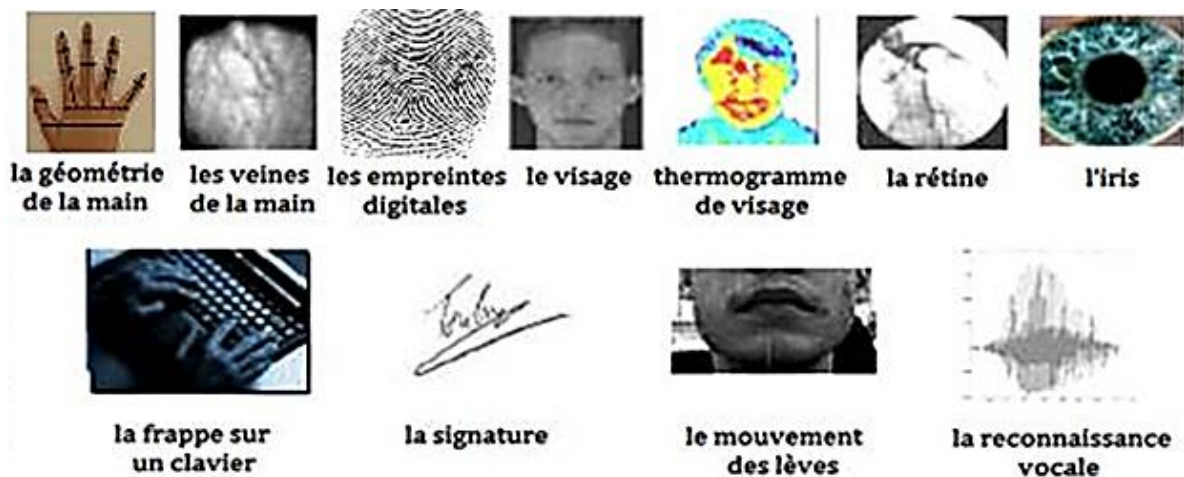 la géométrie
de la main
les veines
de la main
les empreintes
digitales
le visage
thermogramme
de visage
la rétine
l'iris
la frappe sur
un clavier
la signature
le mouvement
des lèves
la reconnaissance
vocale